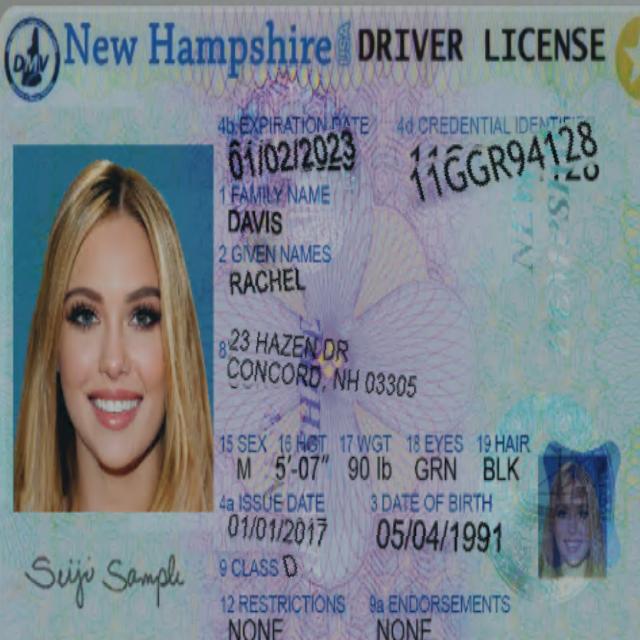 DMV New Hampshire USA DRIVER LICENSE
4b EXPIRATION DATE 4d CREDENTIAL IDENTIFIER
01/02/2023 11GGR94128
1 FAMILY NAME
DAVIS
2 GIVEN NAMES
RACHEL
8 23 HAZEN DR
CONCORD, NH 03305
15 SEX 16 HGT 17 WGT 18 EYES 19 HAIR
M 5'-07" 90 lb GRN BLK
4a ISSUE DATE 3 DATE OF BIRTH
01/01/2017 05/04/1991
9 CLASS D
Seiji Sample
12 RESTRICTIONS 9a ENDORSEMENTS
NONE NONE